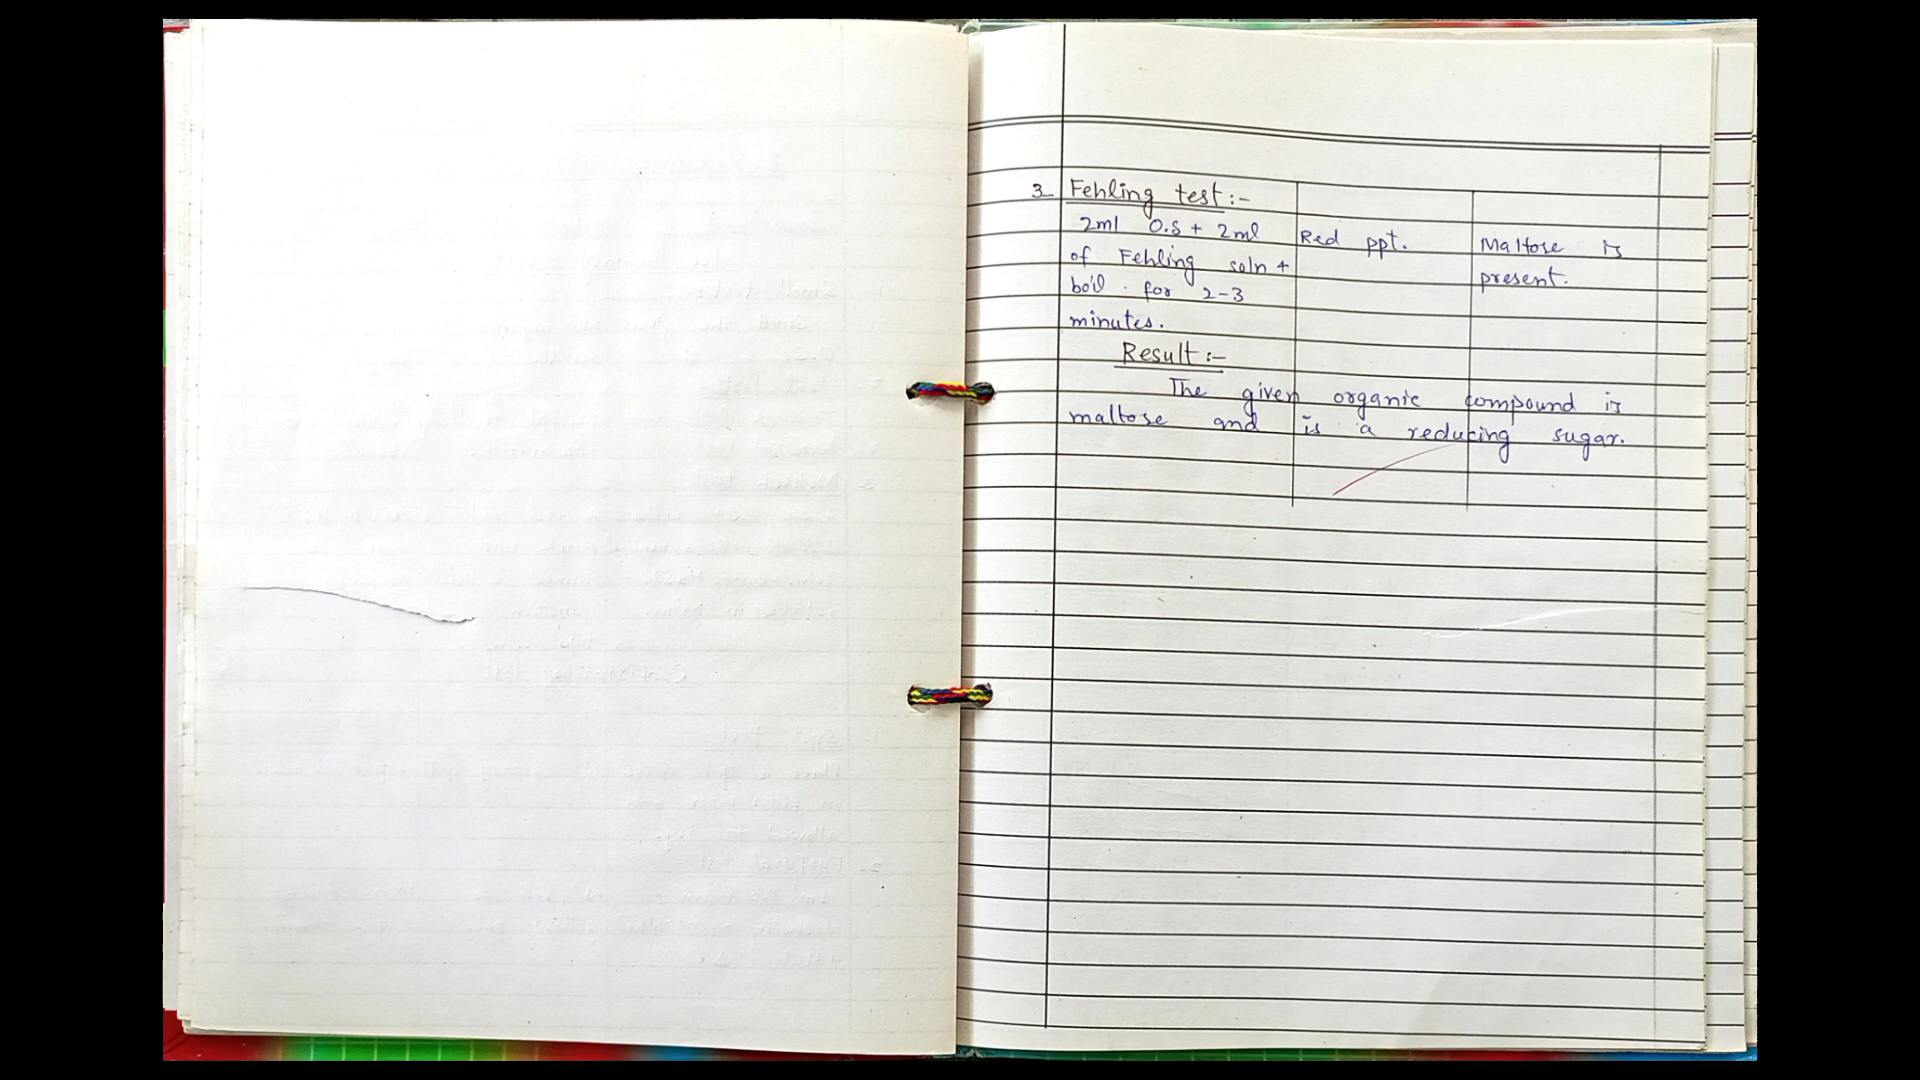 3- Fehling test:-
2ml O.S + 2ml Red ppt. Maltose is
of Fehling soln + present.
boil. for 2-3
minutes.
Result:-
The given organic compound is
maltose and is a reducing sugar.